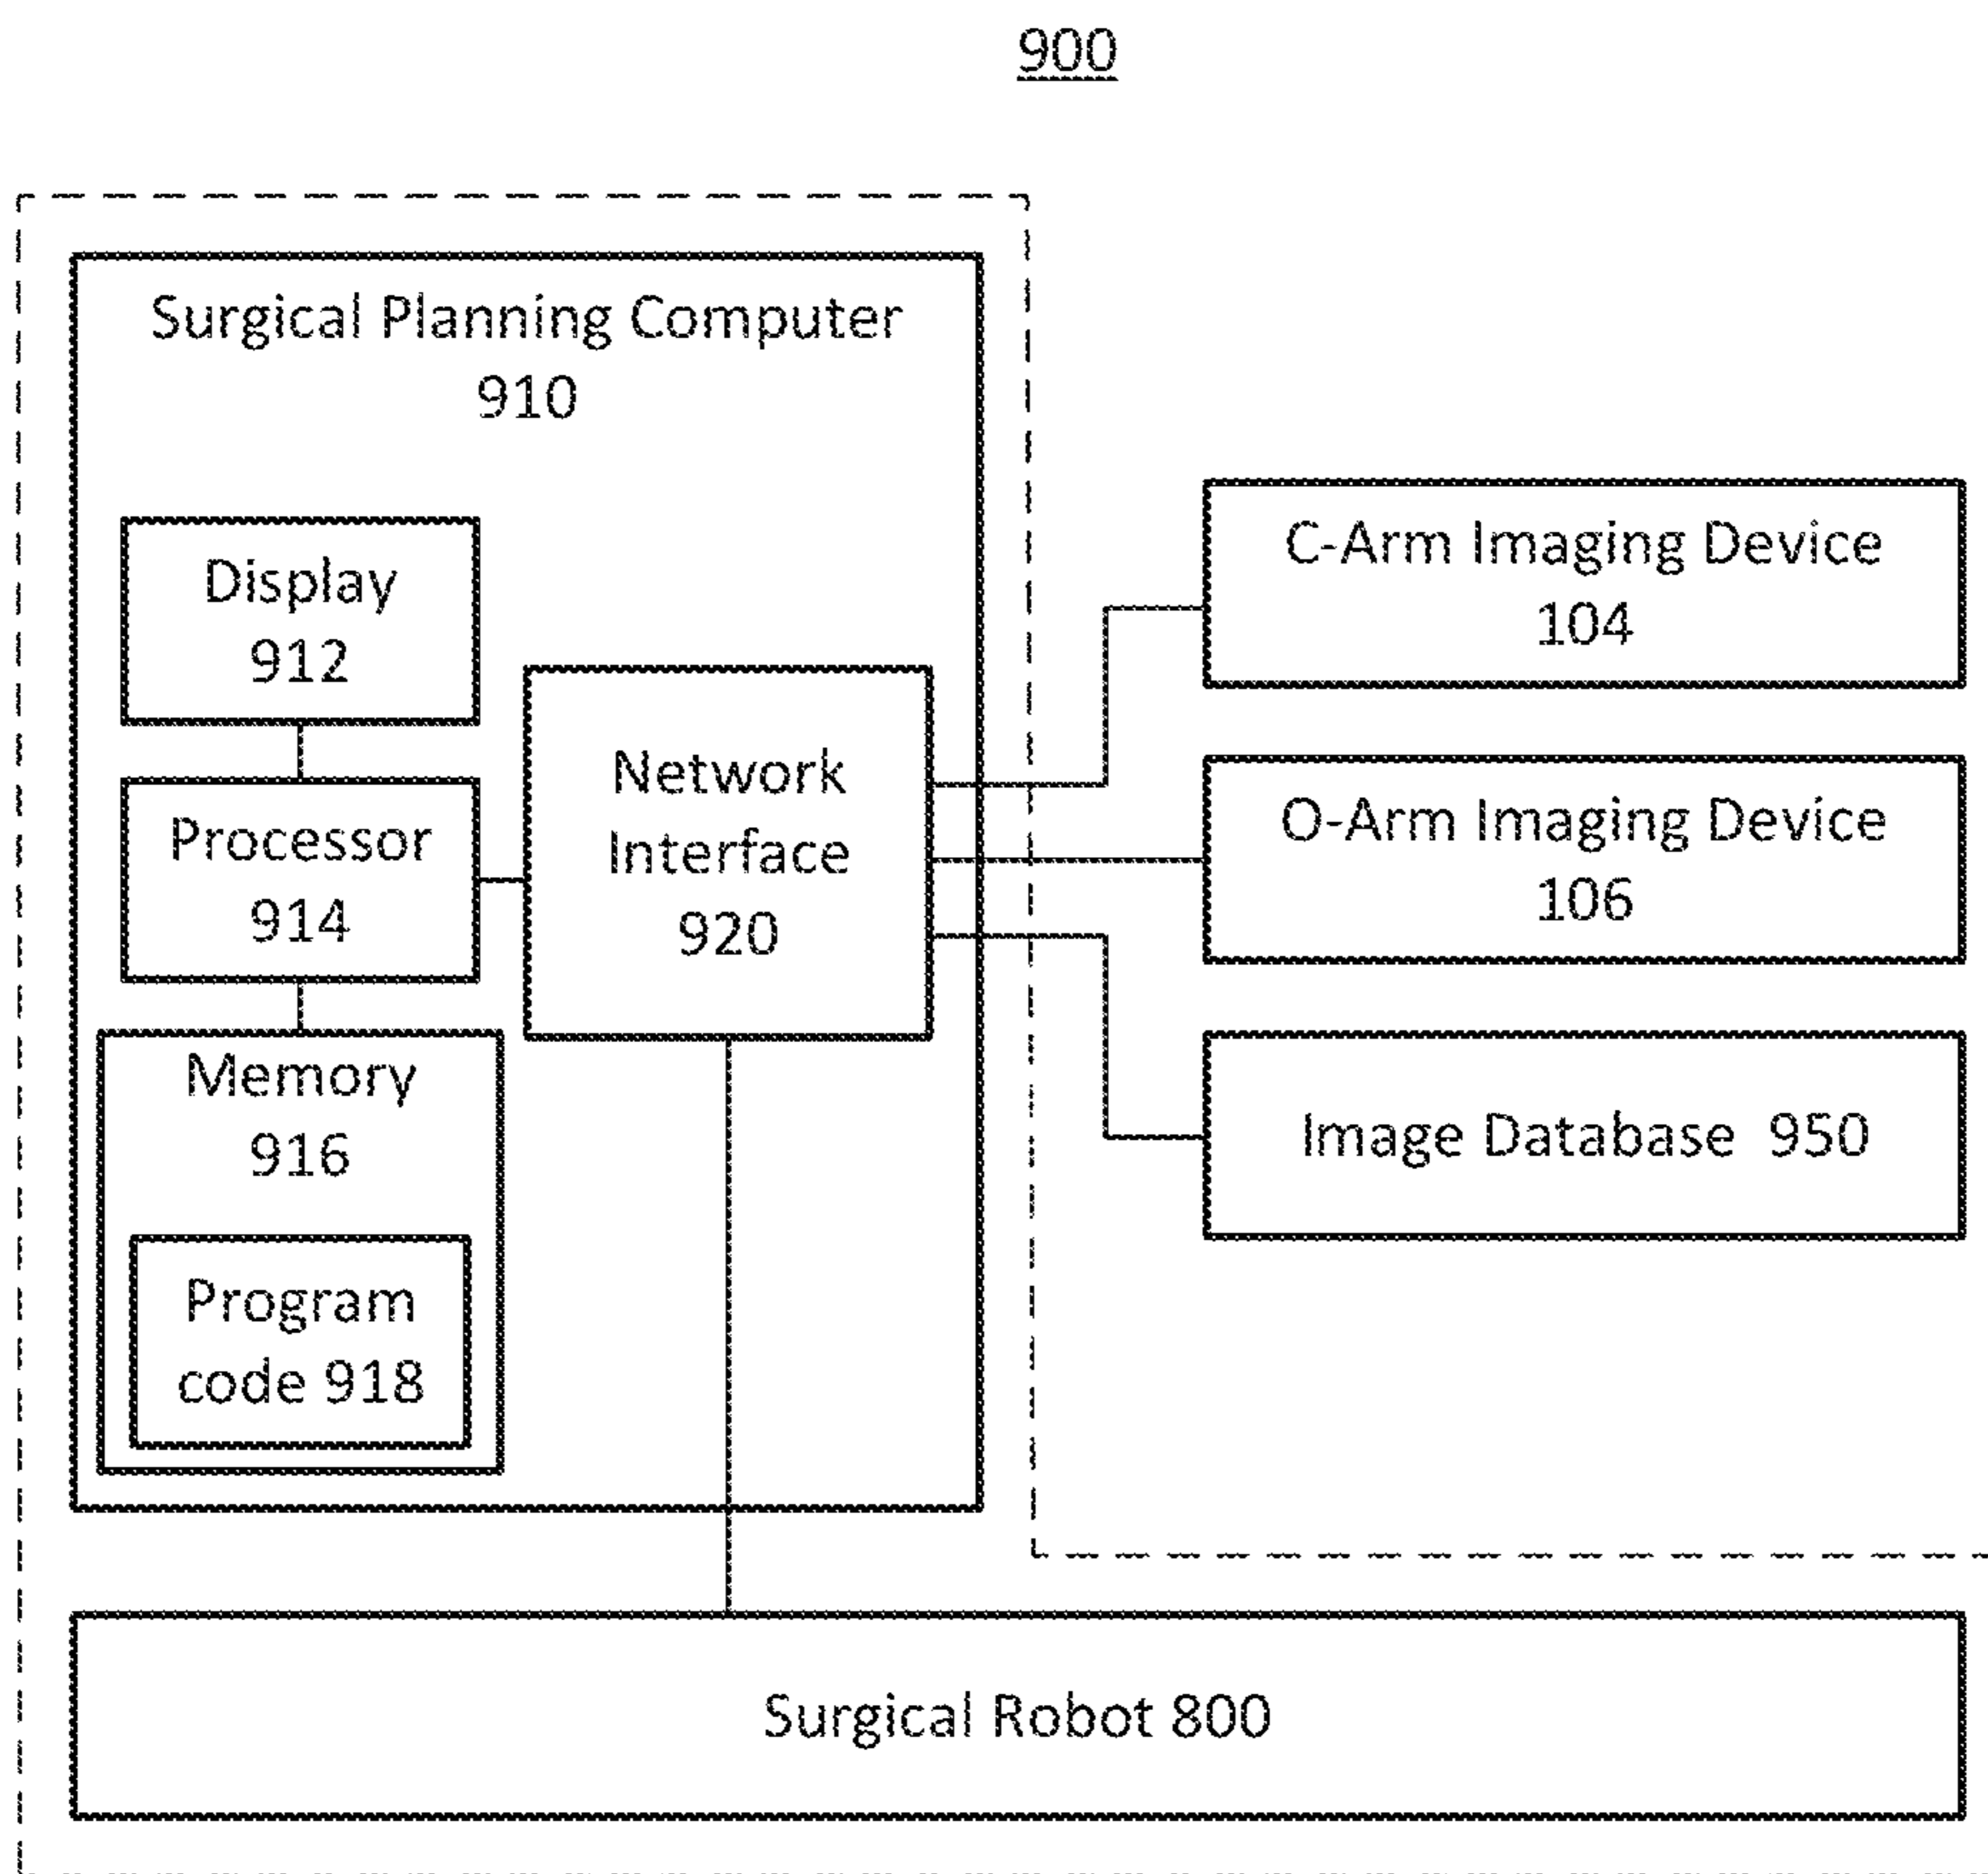 900
Surgical Planning Computer
910
Display
912
Processor
914
Memory
916
Program
code 918
Network
Interface
920
C-Arm Imaging Device
104
O-Arm Imaging Device
106
Image Database 950
Surgical Robot 800